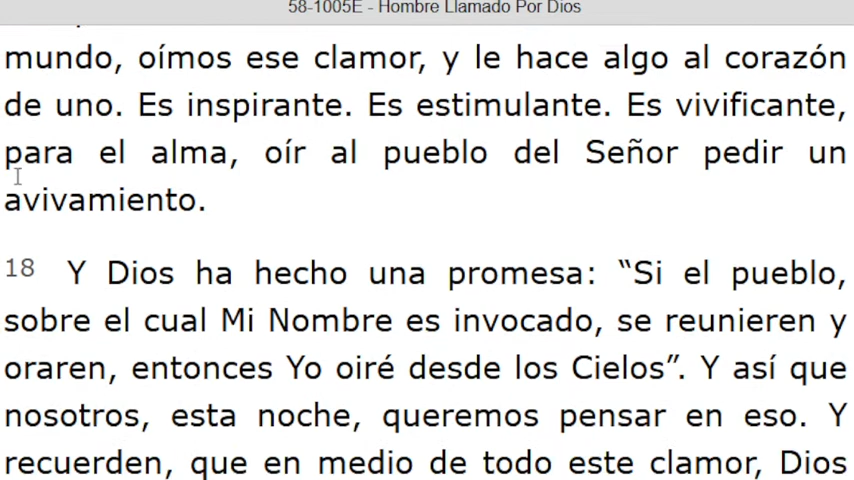 58-1005E - Hombre Llamado Por Dios
mundo, oímos ese clamor, y le hace algo al corazón
de uno. Es inspirante. Es estimulante. Es vivificante,
para el alma, oír al pueblo del Señor pedir un
avivamiento.
18 Y Dios ha hecho una promesa: “Si el pueblo,
sobre el cual Mi Nombre es invocado, se reunieren y
oraren, entonces Yo oiré desde los Cielos”. Y así que
nosotros, esta noche, queremos pensar en eso. Y
recuerden, que en medio de todo este clamor, Dios